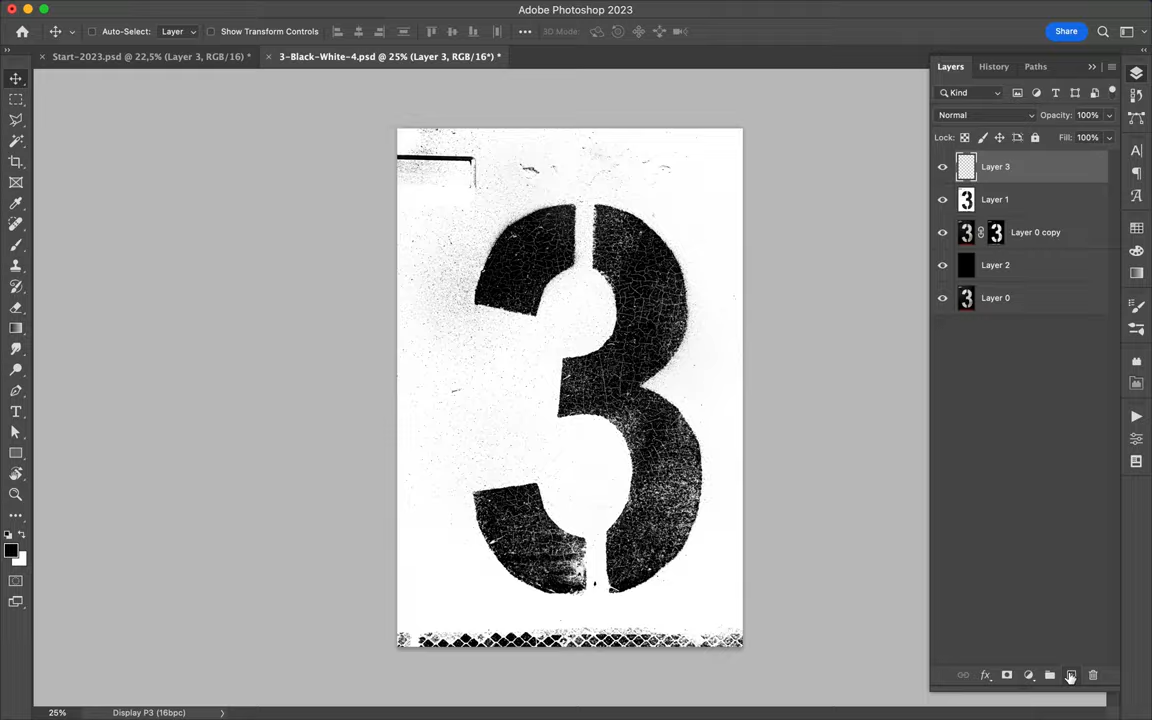 Adobe Photoshop 2023
Auto-Select: Layer Show Transform Controls 3D Mode: Share
Start-2023.psd @ 22,5% (Layer 3, RGB/16) * 3-Black-White-4.psd @ 25% (Layer 3, RGB/16*) *
Layers History Paths
Kind
Normal Opacity: 100%
Lock: Fill: 100%
Layer 3
Layer 1
Layer 0 copy
Layer 2
Layer 0
3
fx
25% Display P3 (16bpc)